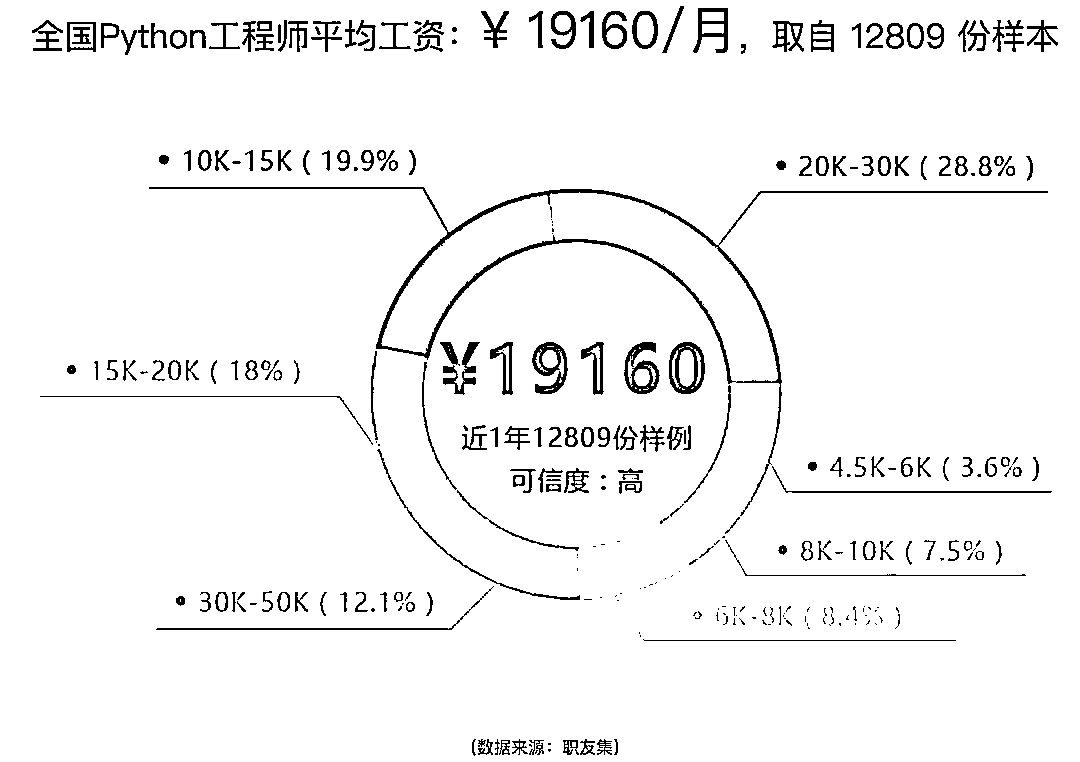 全国Python工程师平均工资：￥ 19160/月，取自 12809 份样本
• 10K-15K ( 19.9% )
• 20K-30K ( 28.8% )
¥19160
• 15K-20K ( 18% )
近1年12809份样例
• 4.5K-6K ( 3.6% )
可信度：高
• 8K-10K ( 7.5% )
• 30K-50K ( 12.1% )
• 6K-8K ( 8.4% )
(数据来源：职友集)